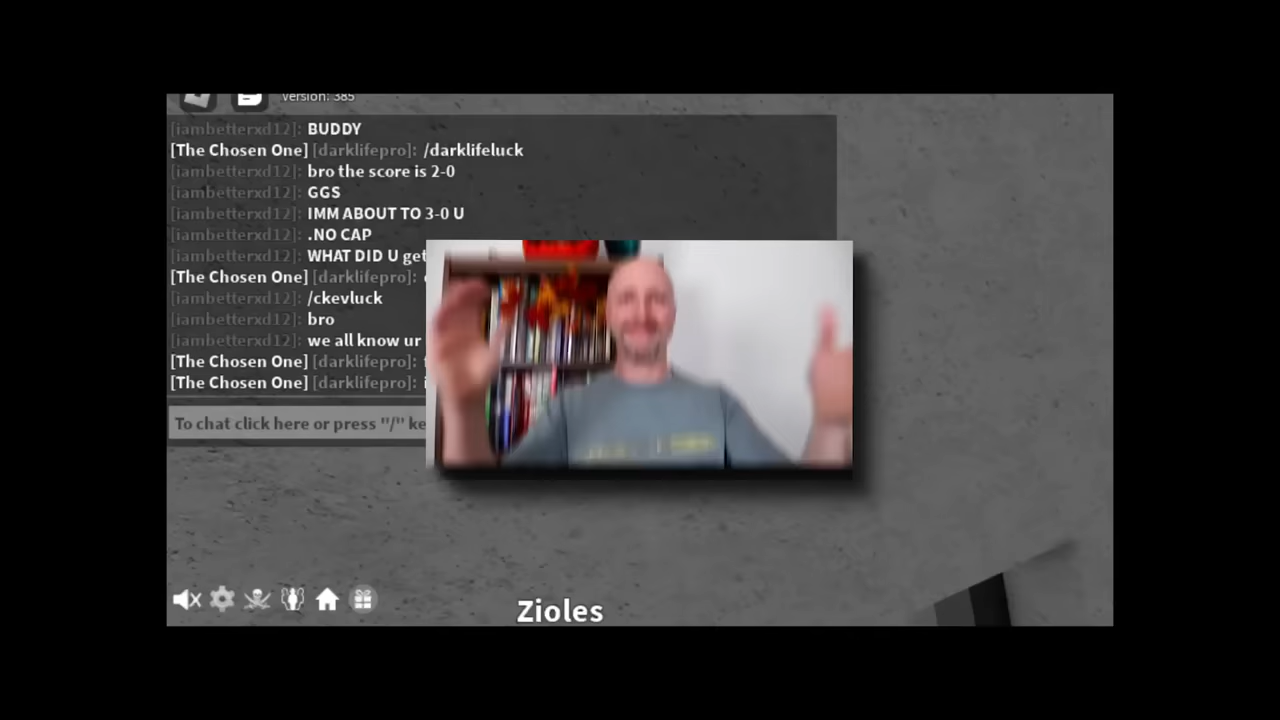 Version: 385
[iambetterxd12]: BUDDY
[The Chosen One] [darklifepro]: /darklifeluck
[iambetterxd12]: bro the score is 2-0
[iambetterxd12]: GGS
[iambetterxd12]: IMM ABOUT TO 3-0 U
[iambetterxd12]: .NO CAP
[iambetterxd12]: WHAT DID U get
[The Chosen One] [darklifepro]:
[iambetterxd12]: /ckevluck
[iambetterxd12]: bro
[iambetterxd12]: we all know ur
[The Chosen One] [darklifepro]:
[The Chosen One] [darklifepro]:
To chat click here or press "/" ke
Zioles